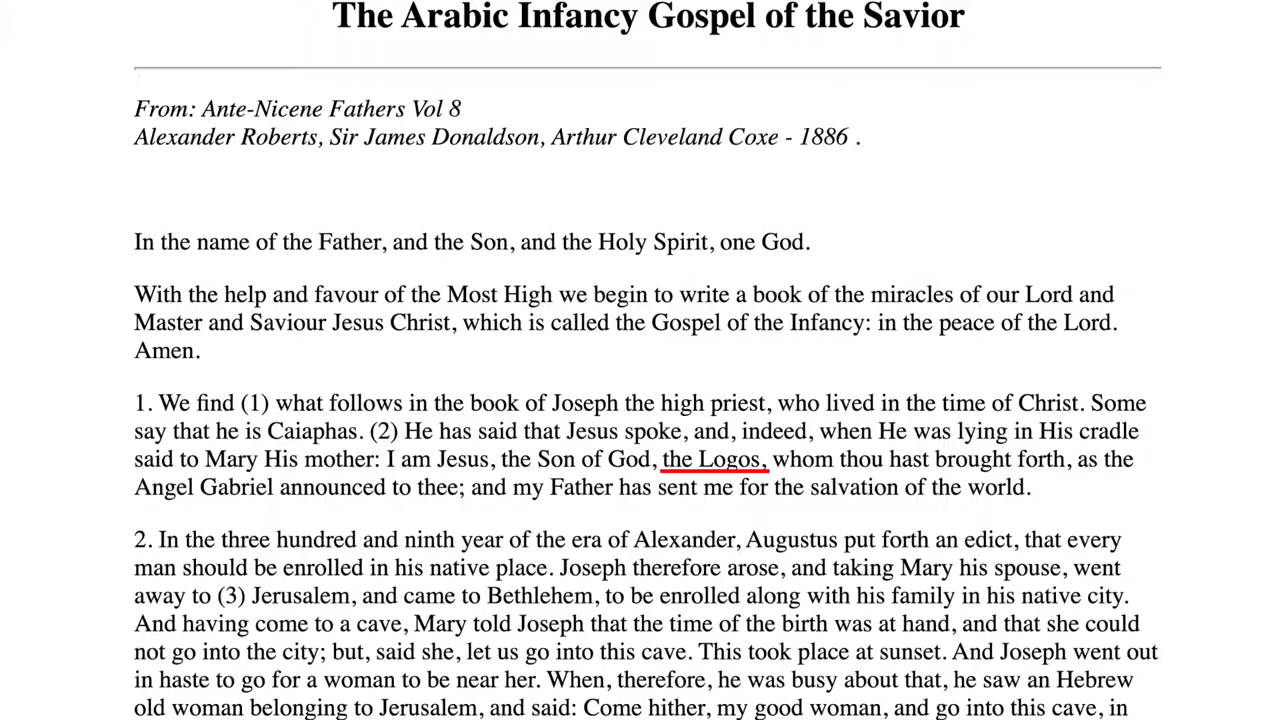 The Arabic Infancy Gospel of the Savior
From: Ante-Nicene Fathers Vol 8
Alexander Roberts, Sir James Donaldson, Arthur Cleveland Coxe - 1886 .
In the name of the Father, and the Son, and the Holy Spirit, one God.
With the help and favour of the Most High we begin to write a book of the miracles of our Lord and
Master and Saviour Jesus Christ, which is called the Gospel of the Infancy: in the peace of the Lord.
Amen.
1. We find (1) what follows in the book of Joseph the high priest, who lived in the time of Christ. Some
say that he is Caiaphas. (2) He has said that Jesus spoke, and, indeed, when He was lying in His cradle
said to Mary His mother: I am Jesus, the Son of God, the Logos, whom thou hast brought forth, as the
Angel Gabriel announced to thee; and my Father has sent me for the salvation of the world.
2. In the three hundred and ninth year of the era of Alexander, Augustus put forth an edict, that every
man should be enrolled in his native place. Joseph therefore arose, and taking Mary his spouse, went
away to (3) Jerusalem, and came to Bethlehem, to be enrolled along with his family in his native city.
And having come to a cave, Mary told Joseph that the time of the birth was at hand, and that she could
not go into the city; but, said she, let us go into this cave. This took place at sunset. And Joseph went out
in haste to go for a woman to be near her. When, therefore, he was busy about that, he saw an Hebrew
old woman belonging to Jerusalem, and said: Come hither, my good woman, and go into this cave, in